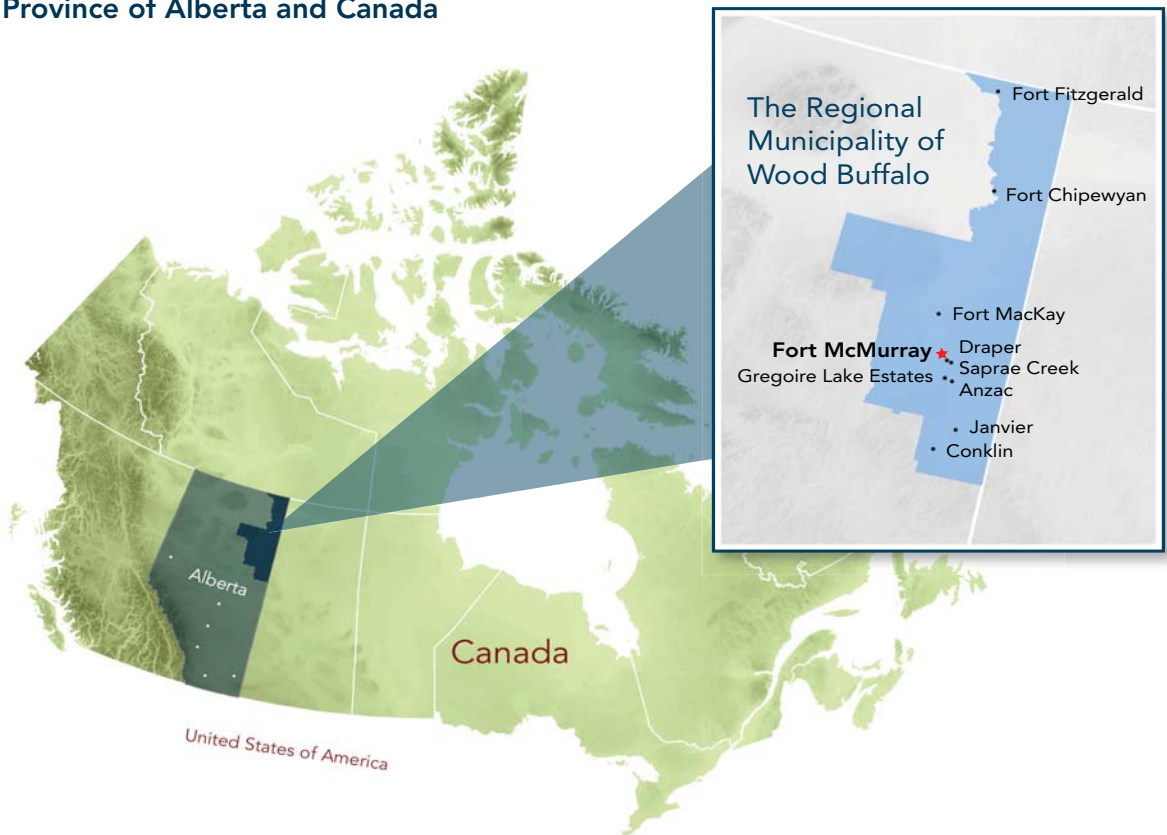 Province of Alberta and Canada
The Regional
Municipality of
Wood Buffalo
Fort Fitzgerald
Fort Chipewyan
Fort MacKay
Fort McMurray
Draper
Saprae Creek
Gregoire Lake Estates
Anzac
Janvier
Conklin
Alberta
Canada
United States of America